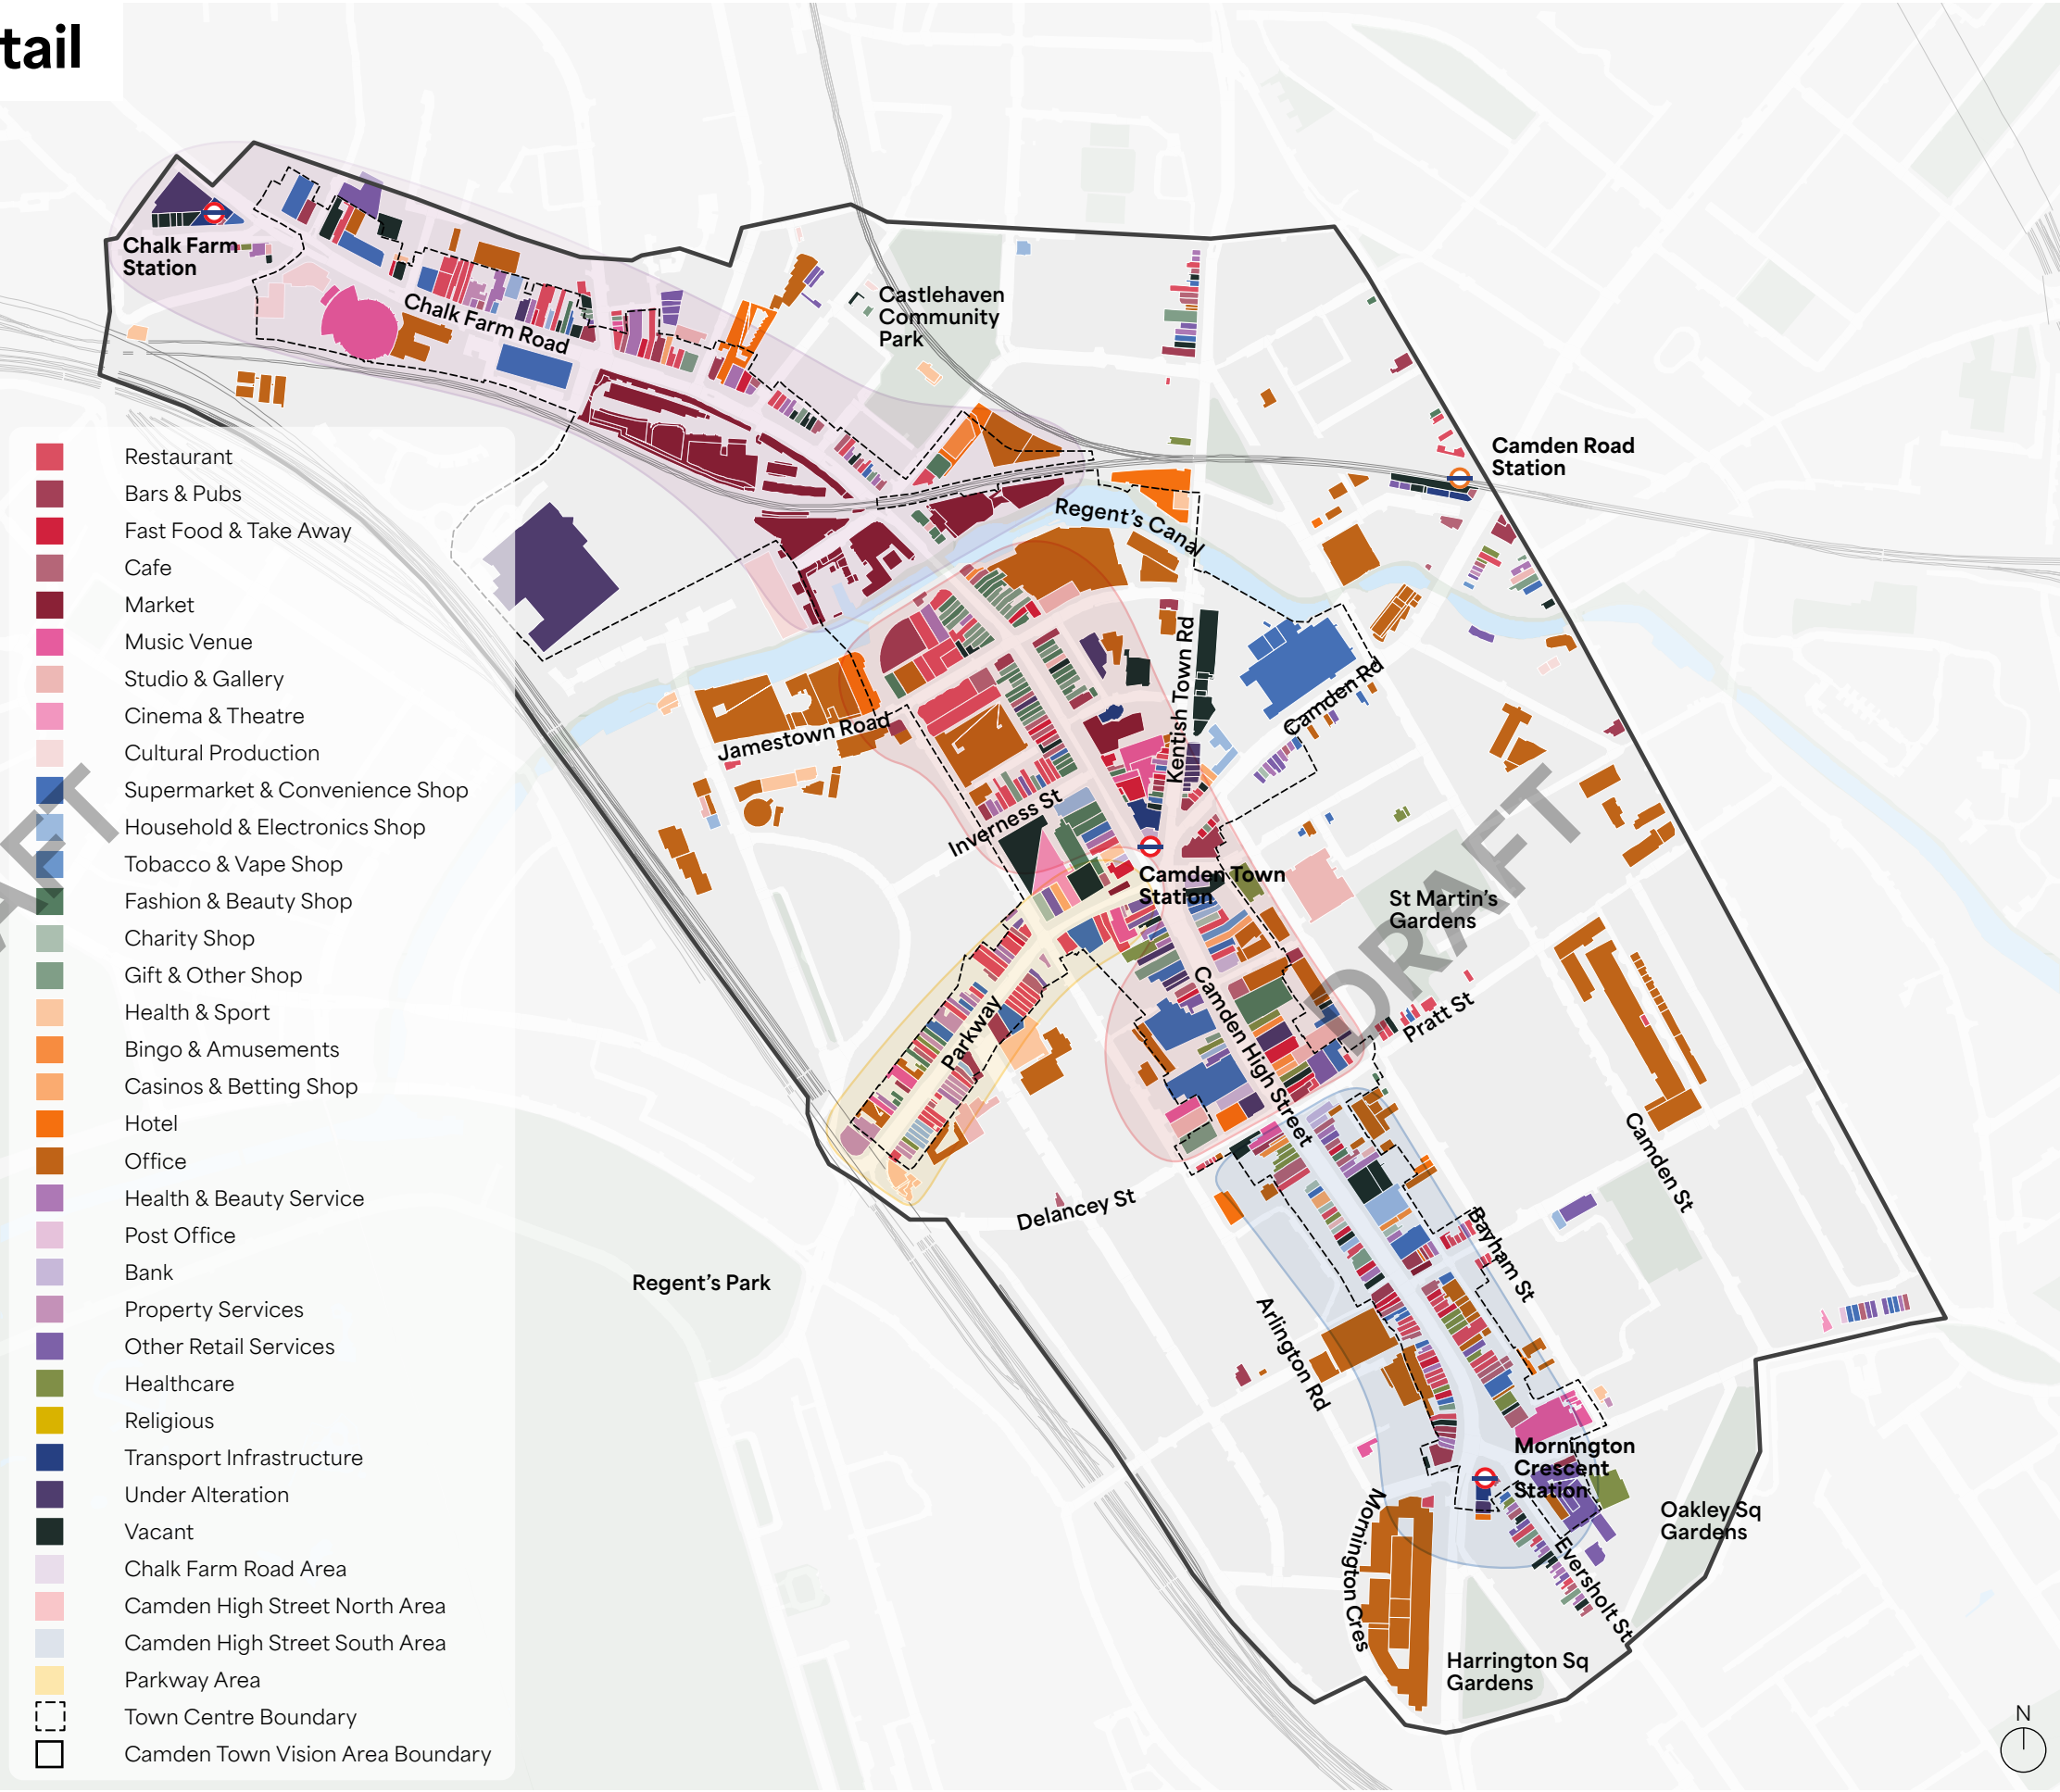 tail
Chalk Farm
Station
Chalk Farm Road
Castlehaven
Community
Park
Camden Road
Station
Regent's Canal
Kentish Town Rd
Camden Rd
Jamestown Road
Inverness St
Camden Town
Station
St Martin's
Gardens
DRAFT
AFT
Parkway
Camden High Street
Pratt St
Camden St
Delancey St
Bayham St
Regent's Park
Arlington Rd
Mornington
Crescent
Station
Oakley Sq
Gardens
Mornington Cres
Eversholt St
Harrington Sq
Gardens
N
Restaurant
Bars & Pubs
Fast Food & Take Away
Cafe
Market
Music Venue
Studio & Gallery
Cinema & Theatre
Cultural Production
Supermarket & Convenience Shop
Household & Electronics Shop
Tobacco & Vape Shop
Fashion & Beauty Shop
Charity Shop
Gift & Other Shop
Health & Sport
Bingo & Amusements
Casinos & Betting Shop
Hotel
Office
Health & Beauty Service
Post Office
Bank
Property Services
Other Retail Services
Healthcare
Religious
Transport Infrastructure
Under Alteration
Vacant
Chalk Farm Road Area
Camden High Street North Area
Camden High Street South Area
Parkway Area
Town Centre Boundary
Camden Town Vision Area Boundary